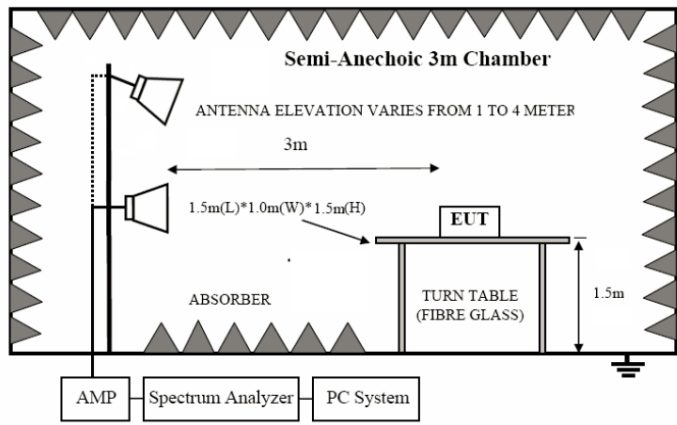 Semi-Anechoic 3m Chamber
ANTENNA ELEVATION VARIES FROM 1 TO 4 METER
3m
1.5m(L)*1.0m(W)*1.5m(H)
EUT
ABSORBER
TURN TABLE
(FIBRE GLASS)
1.5m
AMP
Spectrum Analyzer
PC System